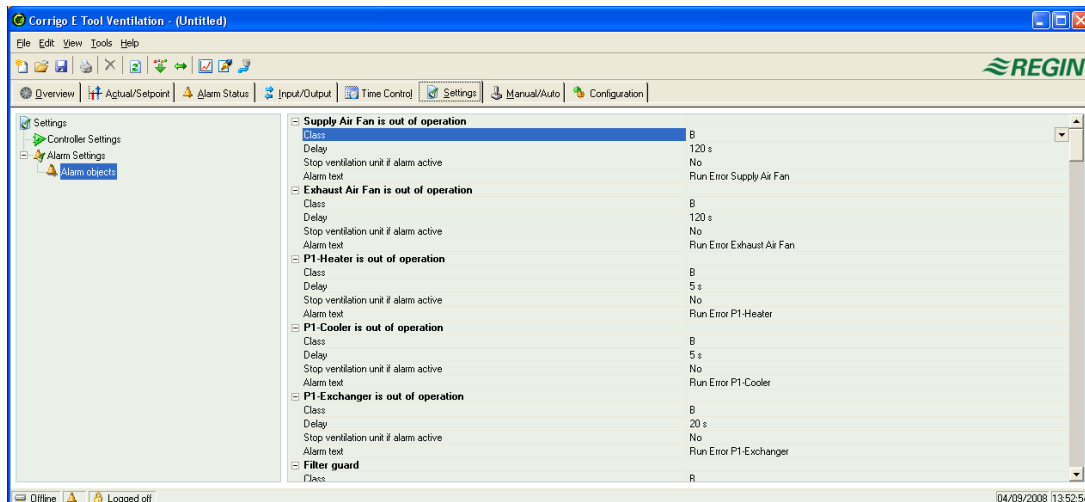 Corrigo E Tool Ventilation - (Untitled)
File Edit View Tools Help
REGIN
Overview Actual/Setpoint Alarm Status Input/Output Time Control Settings Manual/Auto Configuration
Settings
Controller Settings
Alarm Settings
Alarm objects
Supply Air Fan is out of operation
Class B
Delay 120 s
Stop ventilation unit if alarm active No
Alarm text Run Error Supply Air Fan
Exhaust Air Fan is out of operation
Class B
Delay 120 s
Stop ventilation unit if alarm active No
Alarm text Run Error Exhaust Air Fan
P1-Heater is out of operation
Class B
Delay 5 s
Stop ventilation unit if alarm active No
Alarm text Run Error P1-Heater
P1-Cooler is out of operation
Class B
Delay 5 s
Stop ventilation unit if alarm active No
Alarm text Run Error P1-Cooler
P1-Exchanger is out of operation
Class B
Delay 20 s
Stop ventilation unit if alarm active No
Alarm text Run Error P1-Exchanger
Filter guard
Class B
Offline Logged off 04/09/2008